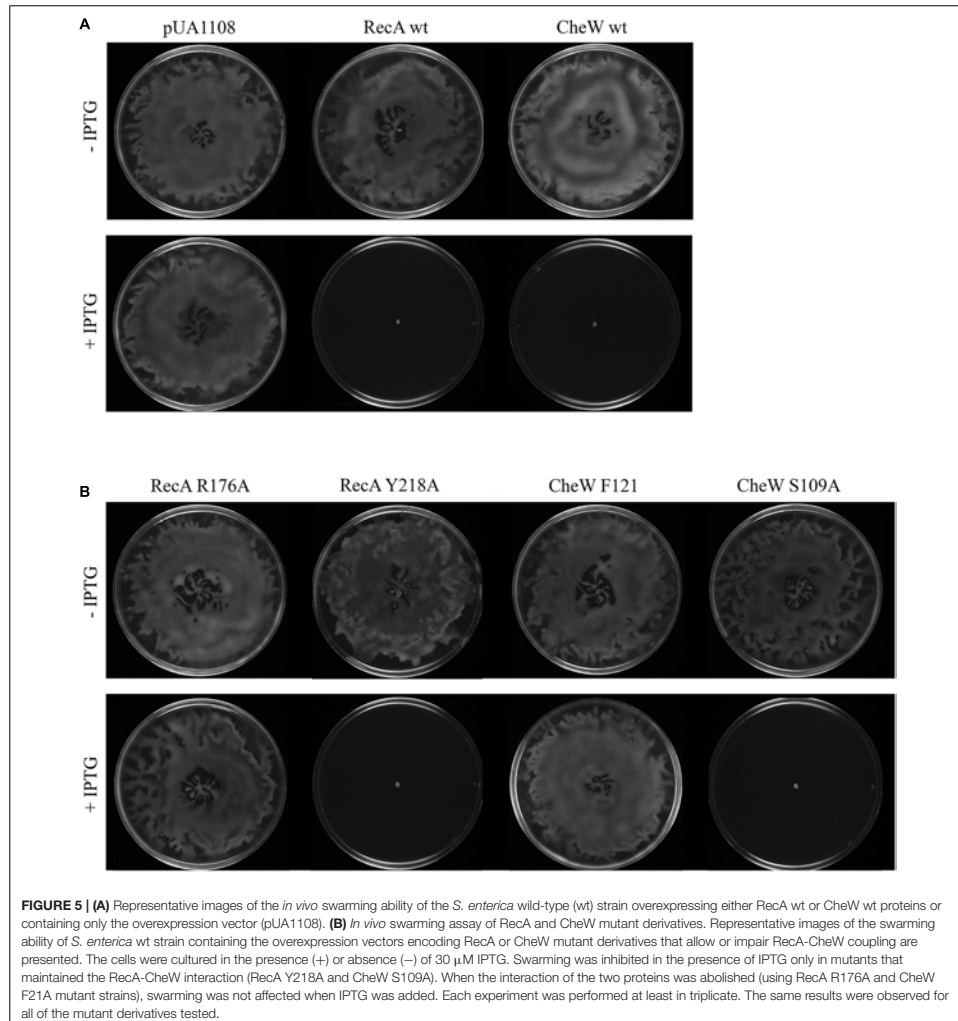 A
pUA1108 RecA wt CheW wt
- IPTG
+ IPTG
B
RecA R176A RecA Y218A CheW F121 CheW S109A
- IPTG
+ IPTG
FIGURE 5 | (A) Representative images of the in vivo swarming ability of the S. enterica wild-type (wt) strain overexpressing either RecA wt or CheW wt proteins or
containing only the overexpression vector (pUA1108). (B) In vivo swarming assay of RecA and CheW mutant derivatives. Representative images of the swarming
ability of S. enterica wt strain containing the overexpression vectors encoding RecA or CheW mutant derivatives that allow or impair RecA-CheW coupling are
presented. The cells were cultured in the presence (+) or absence (−) of 30 μM IPTG. Swarming was inhibited in the presence of IPTG only in mutants that
maintained the RecA-CheW interaction (RecA Y218A and CheW S109A). When the interaction of the two proteins was abolished (using RecA R176A and CheW
F21A mutant strains), swarming was not affected when IPTG was added. Each experiment was performed at least in triplicate. The same results were observed for
all of the mutant derivatives tested.